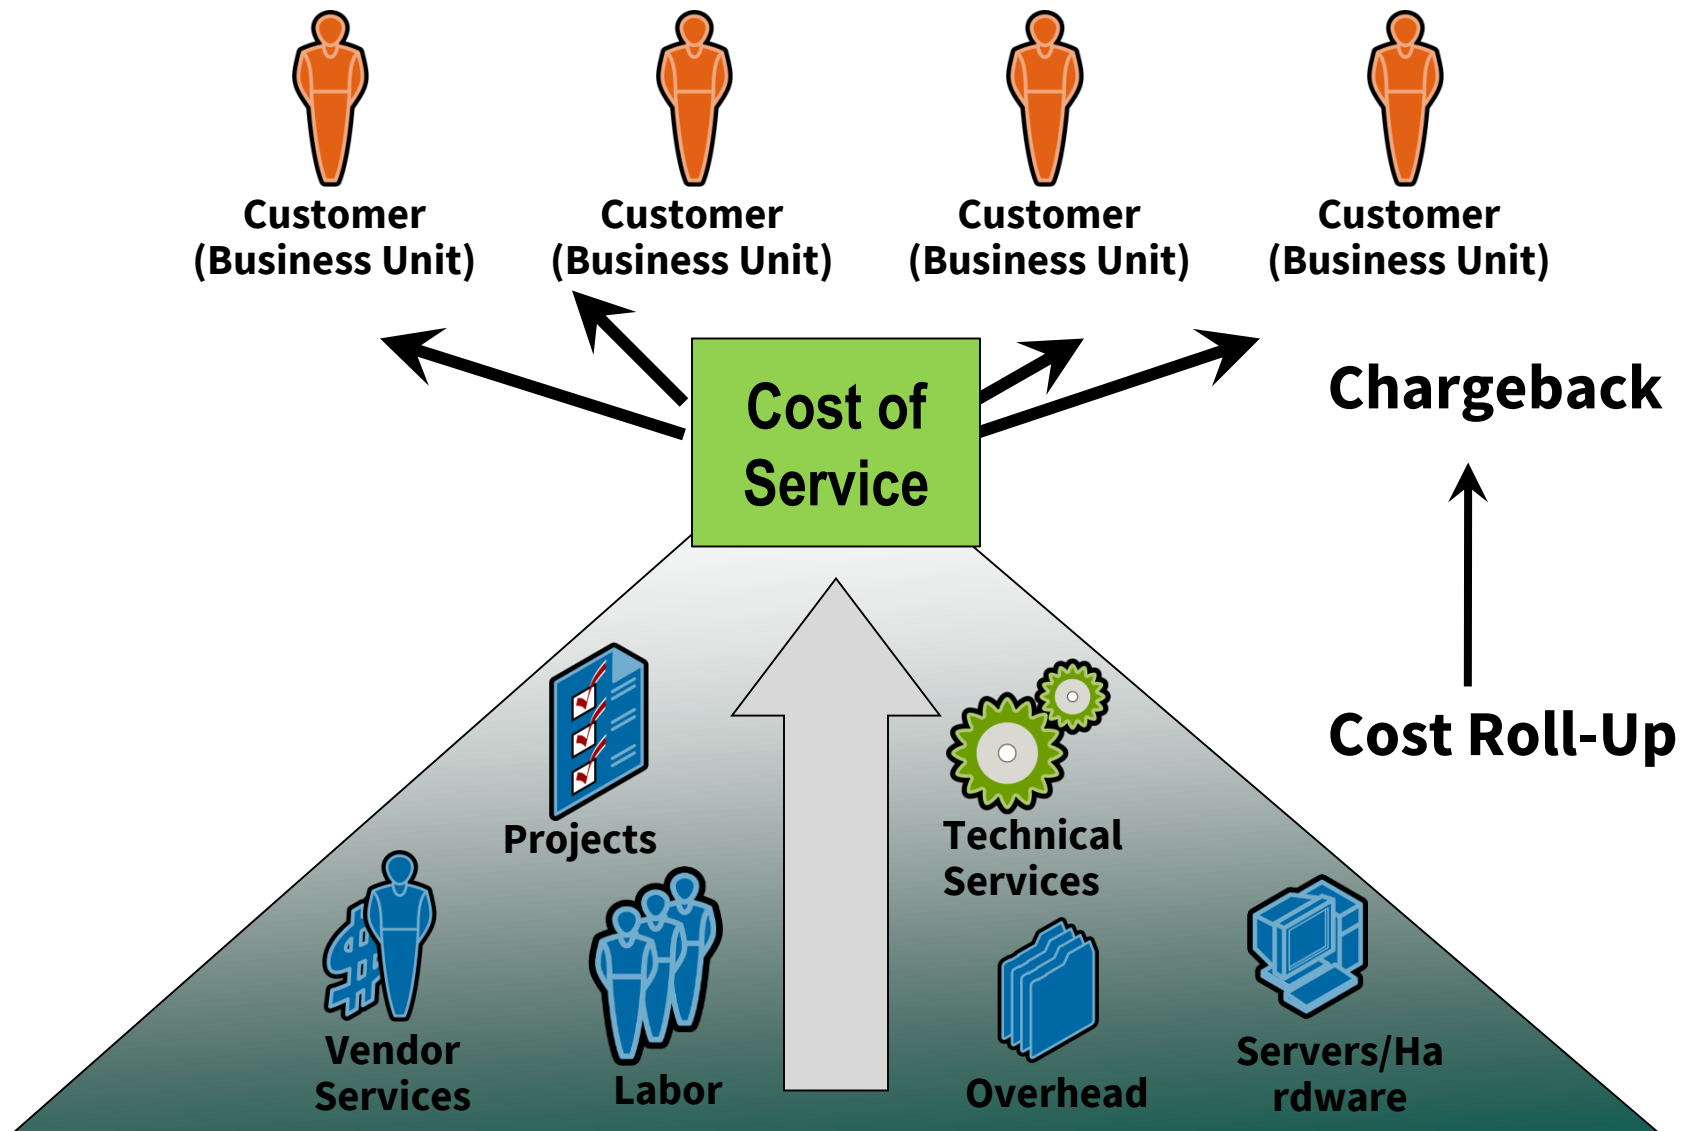 Customer
(Business Unit)
Customer
(Business Unit)
Customer
(Business Unit)
Customer
(Business Unit)
Cost of
Service
Chargeback
Cost Roll-Up
Projects
Technical
Services
Vendor
Services
Labor
Overhead
Servers/Ha
rdware